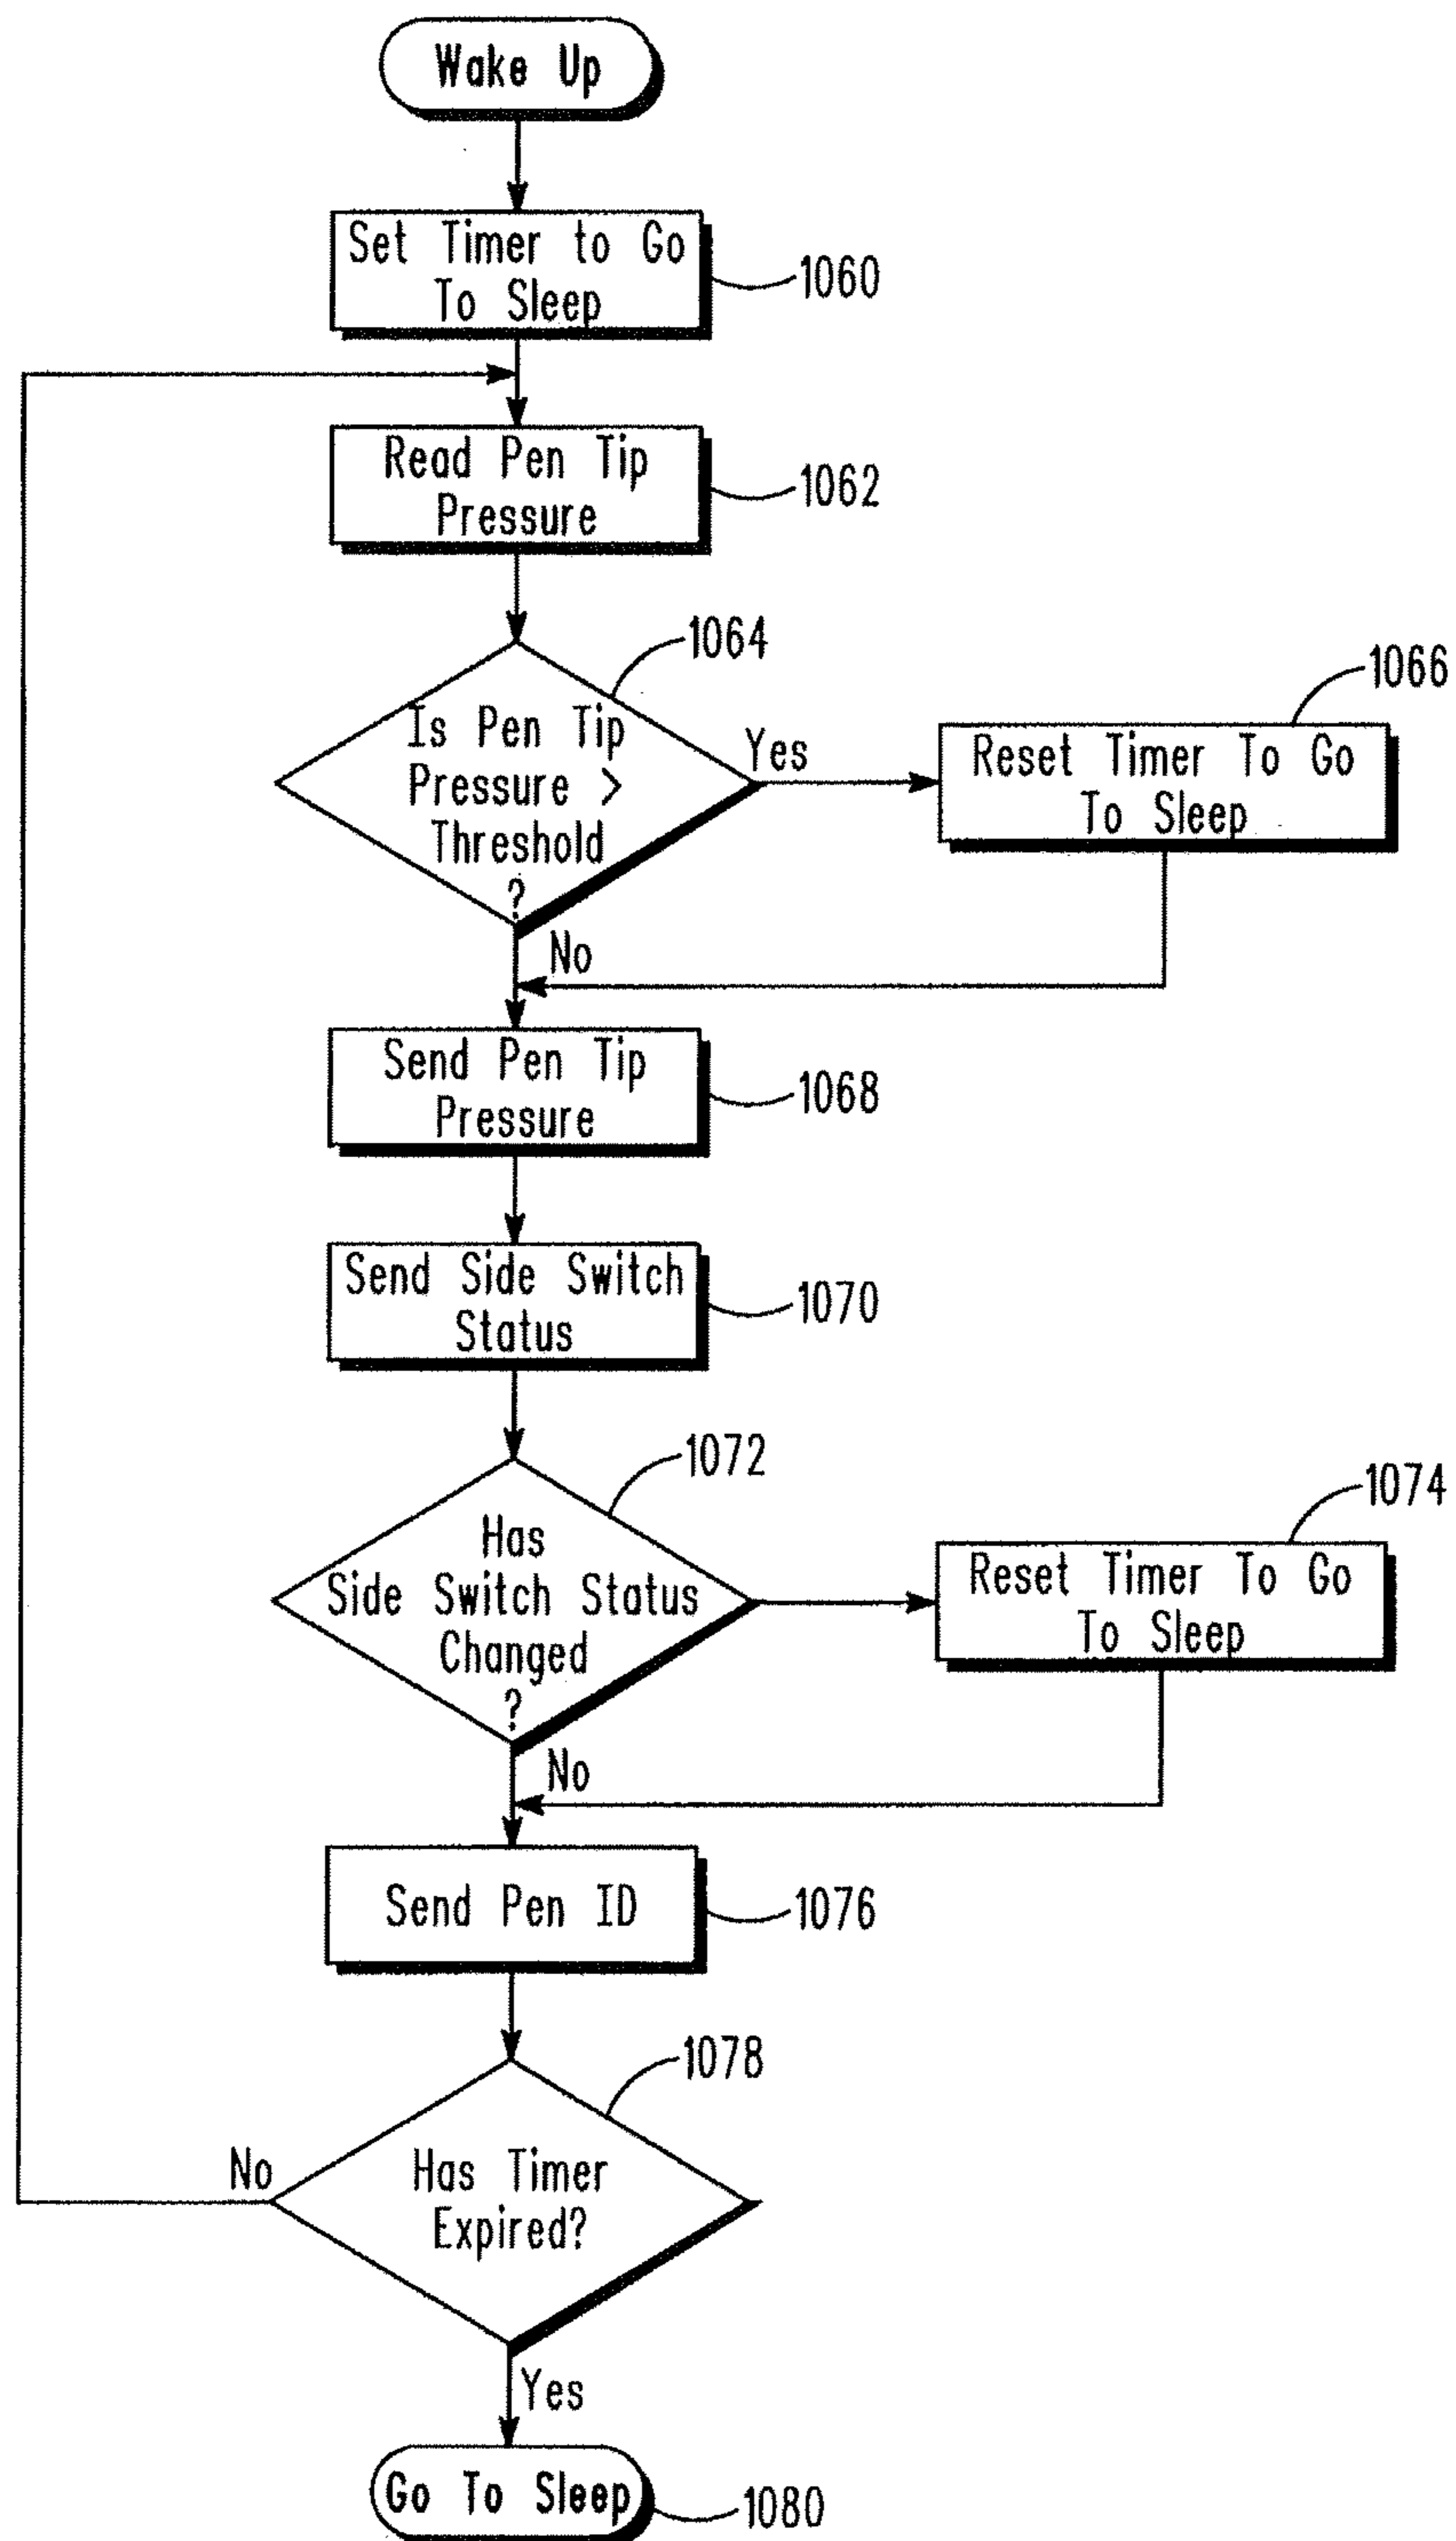 Wake Up
Set Timer to Go
To Sleep
1060
Read Pen Tip
Pressure
1062
1064
Is Pen Tip
Pressure >
Threshold
?
Yes
1066
Reset Timer To Go
To Sleep
No
Send Pen Tip
Pressure
1068
Send Side Switch
Status
1070
1072
Has
Side Switch Status
Changed
?
1074
Reset Timer To Go
To Sleep
No
Send Pen ID
1076
1078
Has Timer
Expired?
No
Yes
Go To Sleep
1080